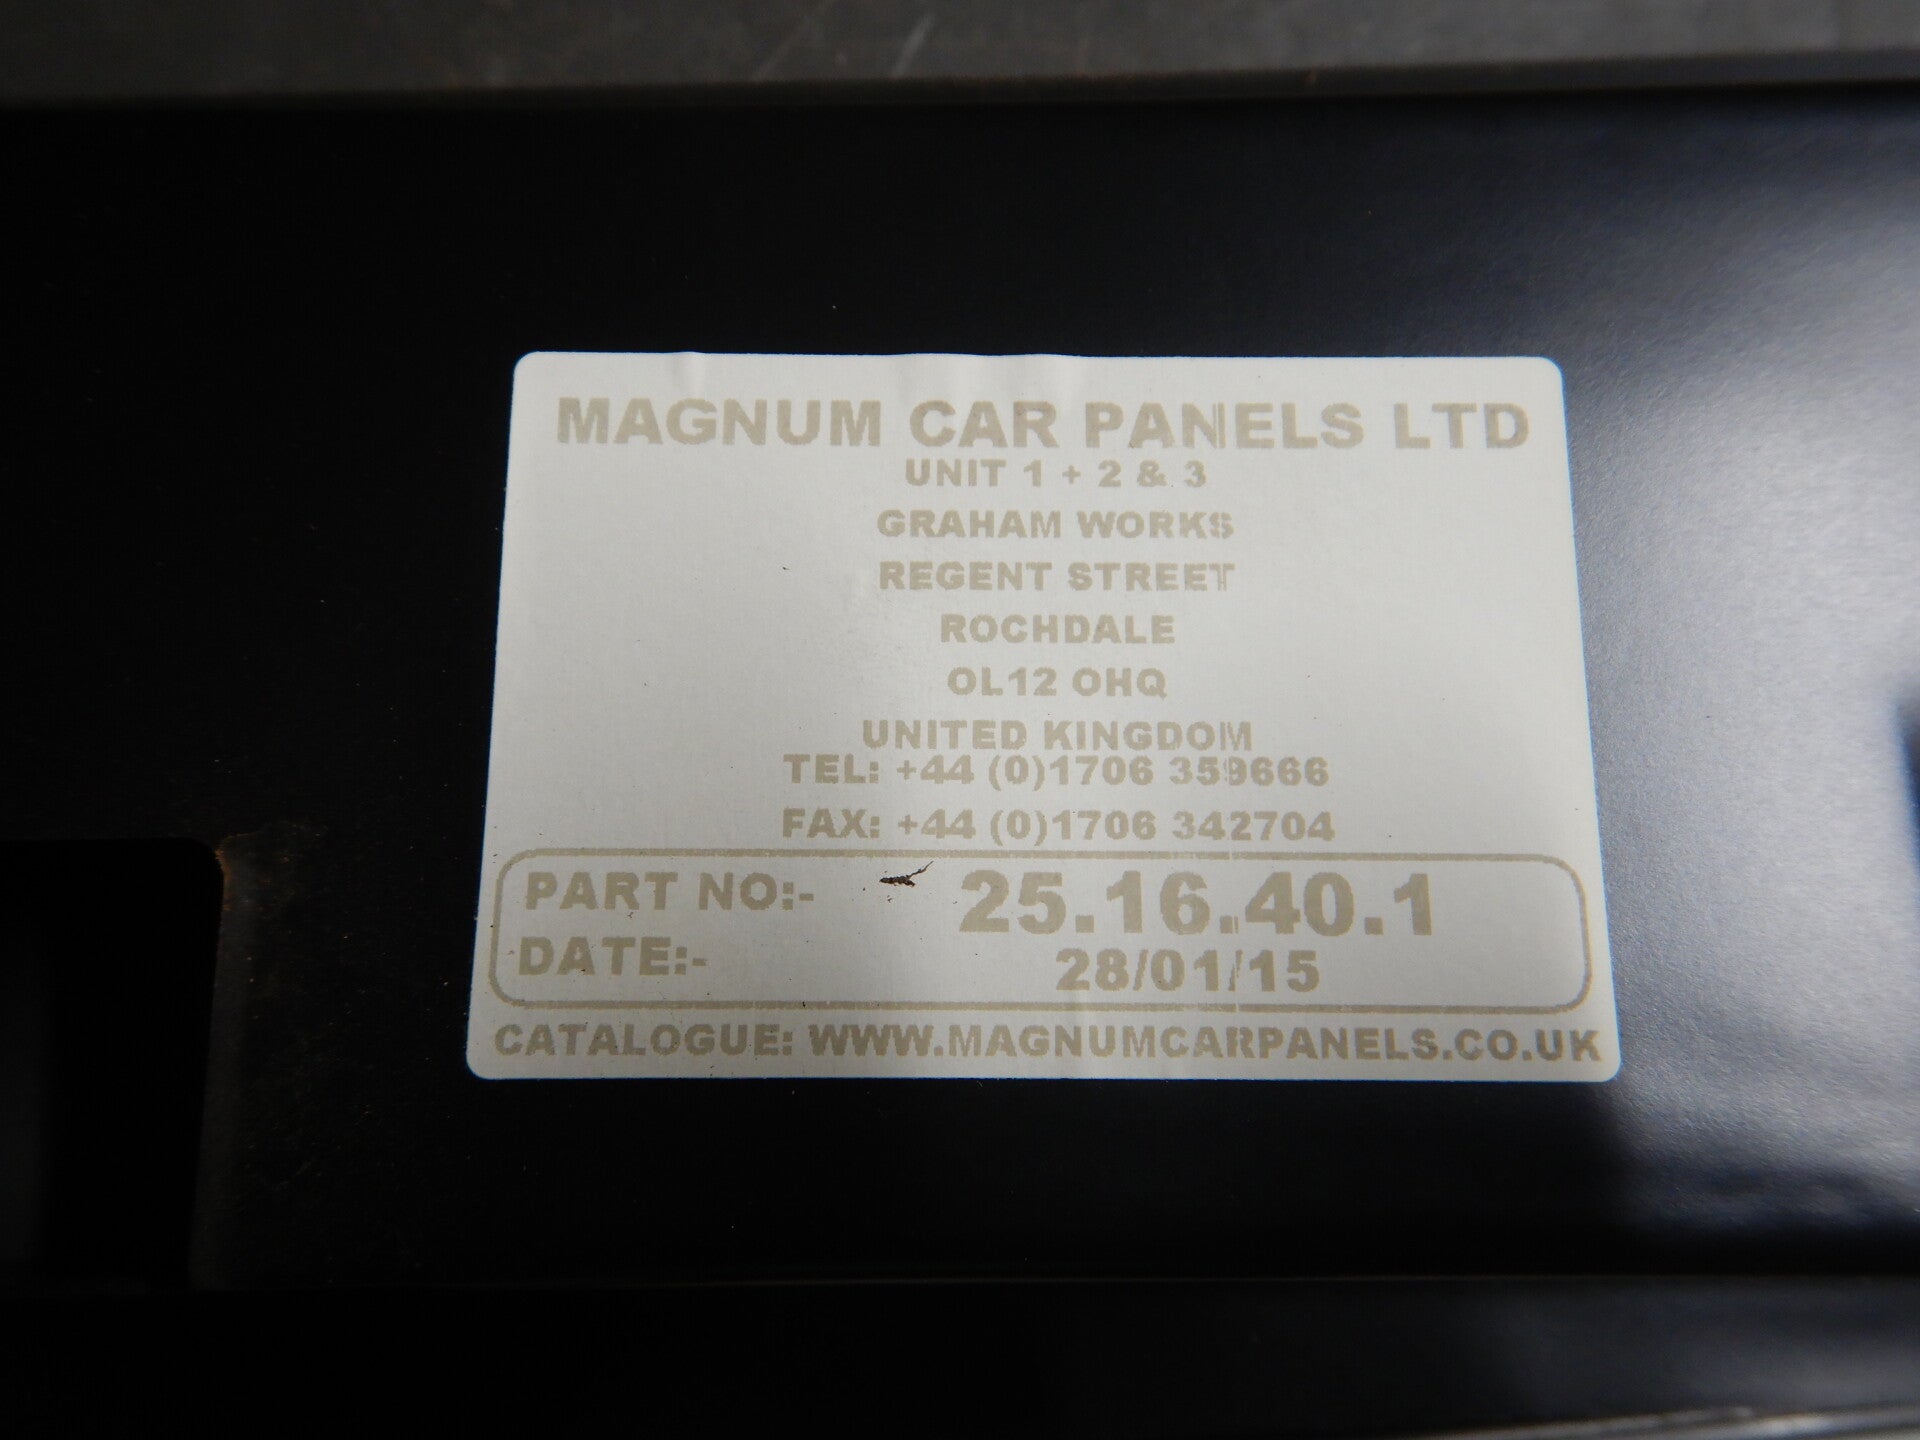 MAGNUM CAR PANELS LTD
UNIT 1 + 2 & 3
GRAHAM WORKS
REGENT STREET
ROCHDALE
OL12 OHQ
UNITED KINGDOM
TEL: +44 (0)1706 359666
FAX: +44 (0)1706 342704
PART NO:- 25.16.40.1
DATE:- 28/01/15
CATALOGUE: WWW.MAGNUMCARPANELS.CO.UK